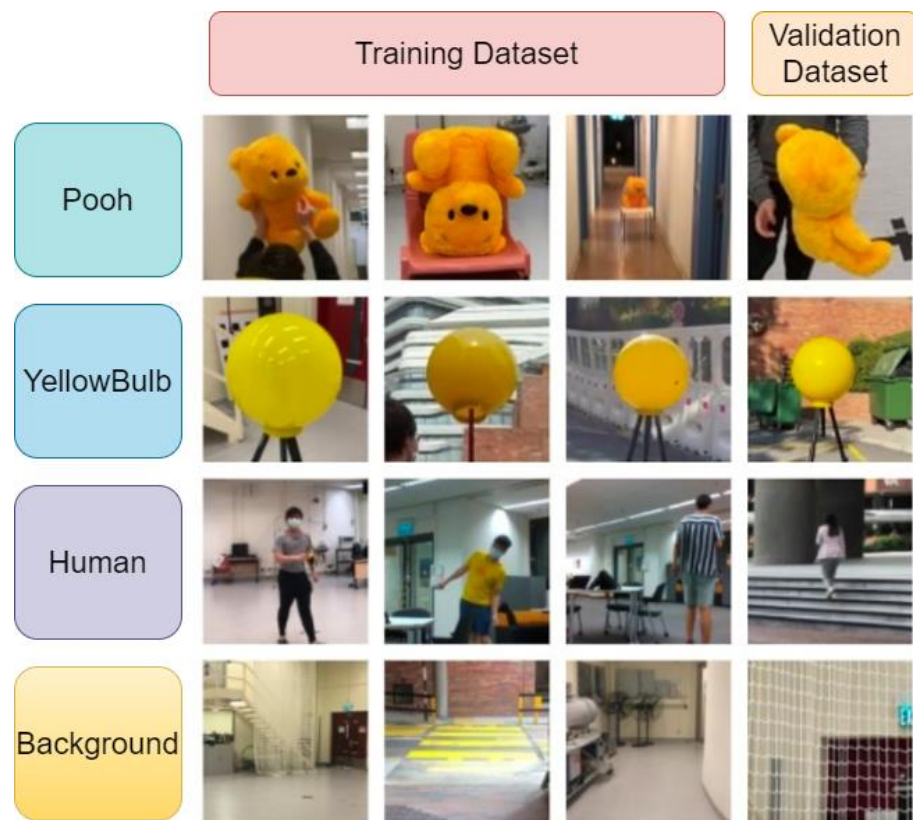 Training Dataset
Validation
Dataset
Pooh
YellowBulb
Human
Background